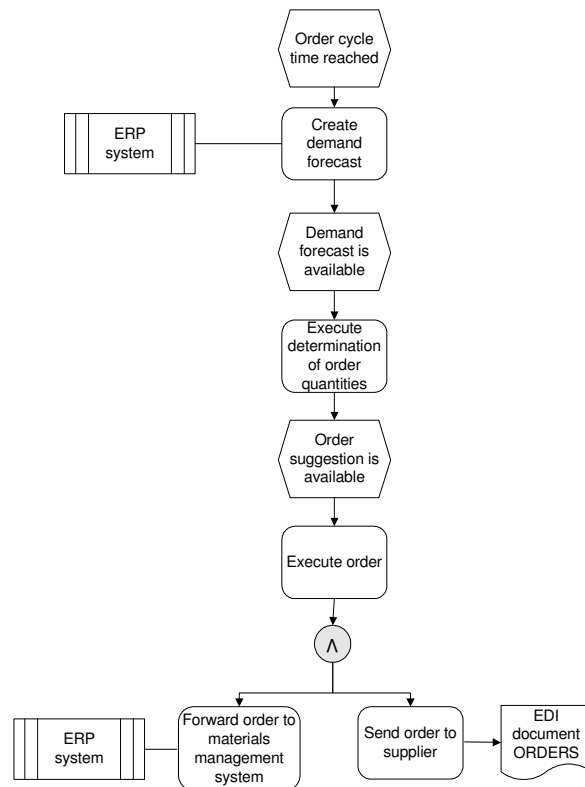 Order cycle
time reached
ERP
system
Create
demand
forecast
Demand
forecast is
available
Execute
determination
of order
quantities
Order
suggestion is
available
Execute order
Λ
ERP
system
Forward order to
materials
management
system
Send order to
supplier
EDI
document
ORDERS